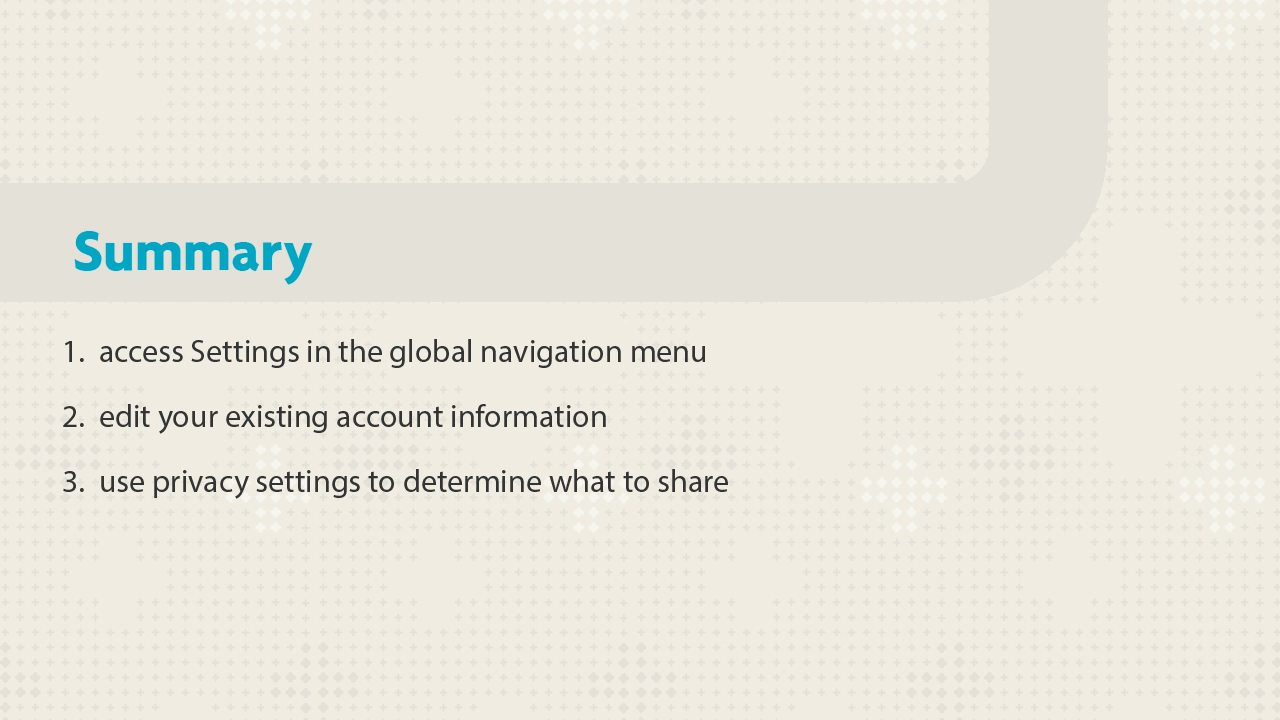 Summary
1. access Settings in the global navigation menu
2. edit your existing account information
3. use privacy settings to determine what to share